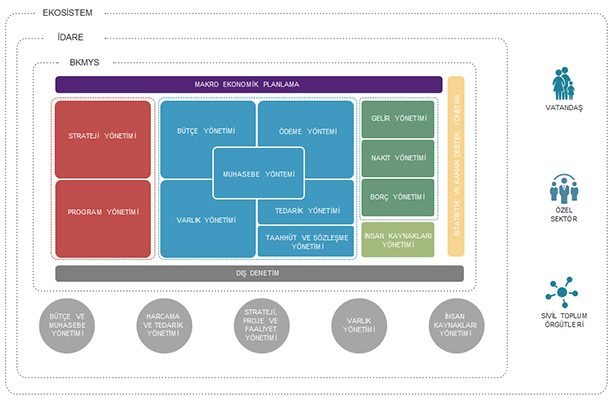 EKOSİSTEM
İDARE
BKMYS
MAKRO EKONOMİK PLANLAMA
STRATEJİ YÖNETİMİ
BÜTÇE YÖNETİMİ
ÖDEME YÖNTEMİ
GELİR YÖNETİMİ
NAKİT YÖNETİMİ
MUHASEBE YÖNTEMİ
PROGRAM YÖNETİMİ
VARLIK YÖNETİMİ
TEDARİK YÖNETİMİ
TAAHHÜT VE SÖZLEŞME
YÖNETİMİ
BORÇ YÖNETİMİ
İNSAN KAYNAKLARI
YÖNETİMİ
İSTATİSTİK VE KARAR DESTEK YÖNETİMİ
DIŞ DENETİM
BÜTÇE VE
MUHASEBE
YÖNETİMİ
HARCAMA
VE TEDARİK
YÖNETİMİ
STRATEJİ,
PROJE VE
FAALİYET
YÖNETİMİ
VARLIK
YÖNETİMİ
İNSAN
KAYNAKLARI
YÖNETİMİ
VATANDAŞ
ÖZEL
SEKTÖR
SİVİL TOPLUM
ÖRGÜTLERİ